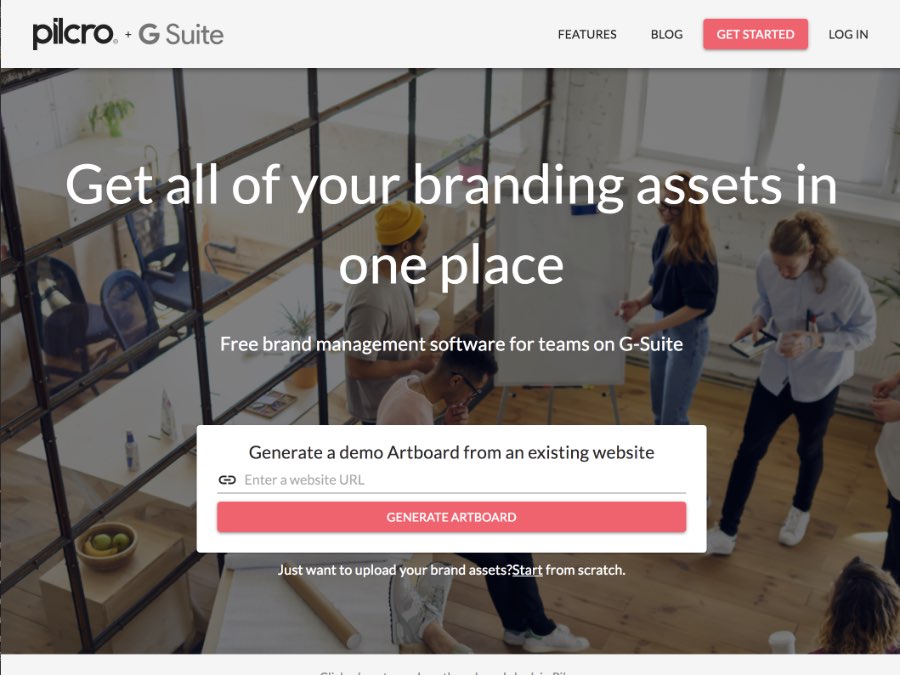 pilcro + G Suite
FEATURES
BLOG
GET STARTED
LOG IN
Get all of your branding assets in
one place
Free brand management software for teams on G-Suite
Generate a demo Artboard from an existing website
Enter a website URL
GENERATE ARTBOARD
Just want to upload your brand assets?Start from scratch.